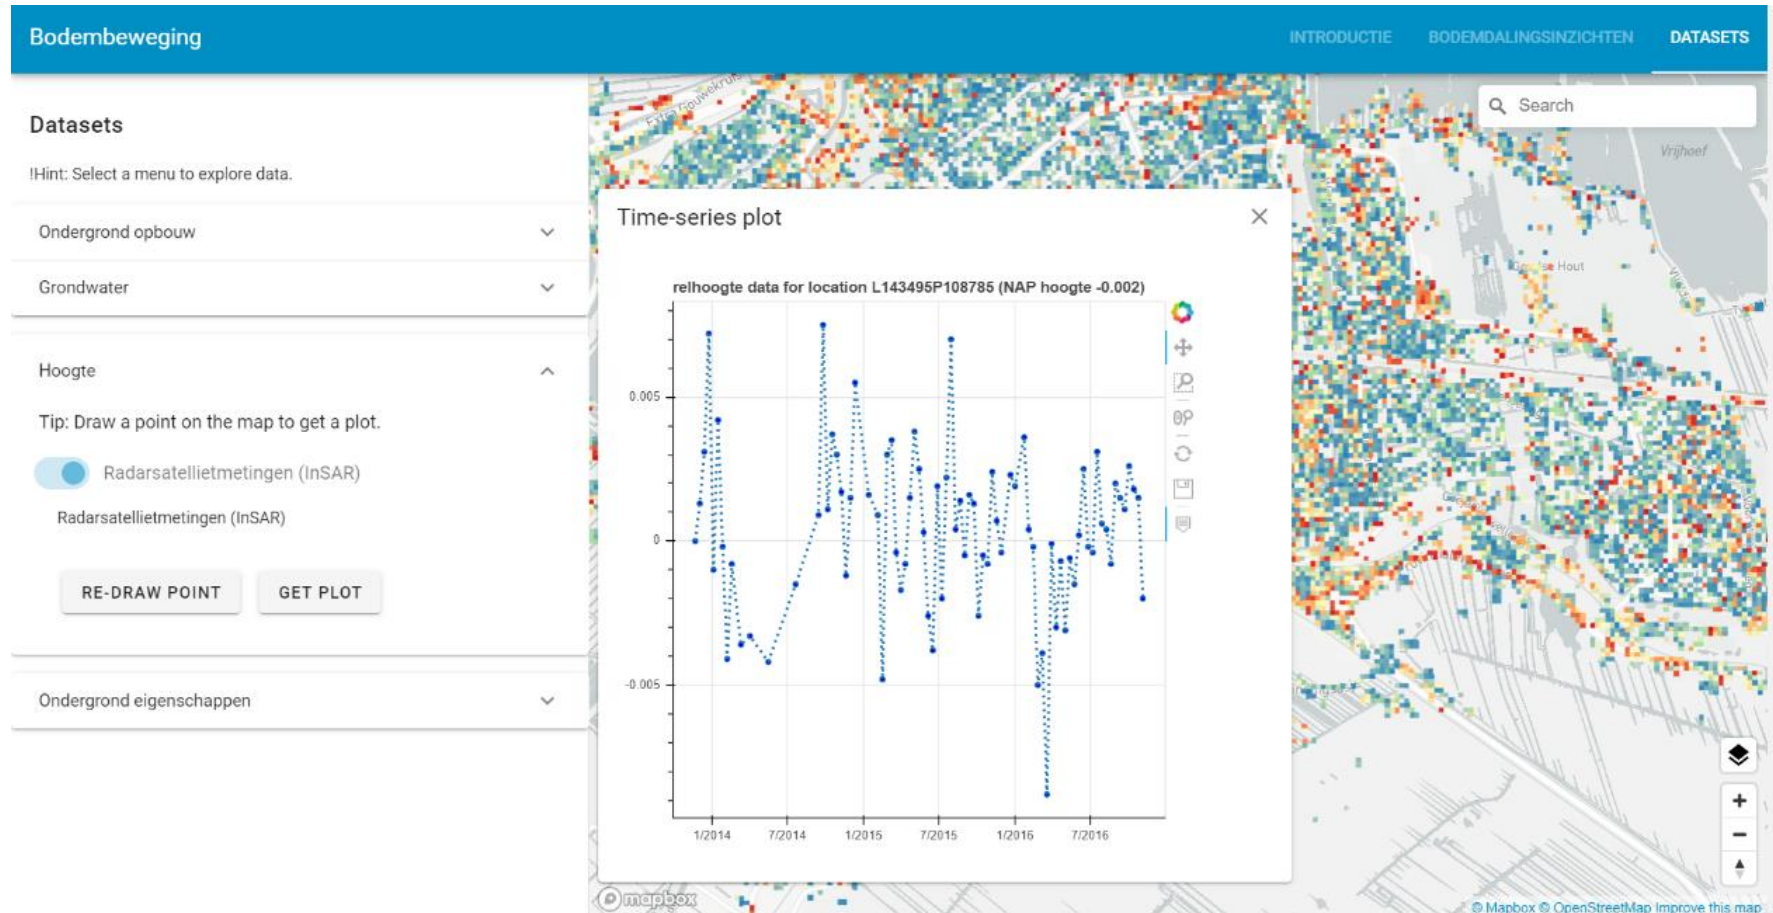 Bodembeweging
INTRODUCTIE
BODEMDALINGSINZICHTEN
DATASETS
Datasets
!Hint: Select a menu to explore data.
Ondergrond opbouw
Grondwater
Hoogte
Tip: Draw a point on the map to get a plot.
Radarsatellietmetingen (InSAR)
Radarsatellietmetingen (InSAR)
RE-DRAW POINT
GET PLOT
Ondergrond eigenschappen
Search
Vrijhoef
Hout
Time-series plot
relhoogte data for location L143495P108785 (NAP hoogte -0.002)
0.005
0
-0.005
1/2014
7/2014
1/2015
7/2015
1/2016
7/2016
mapbox
© Mapbox © OpenStreetMap Improve this map